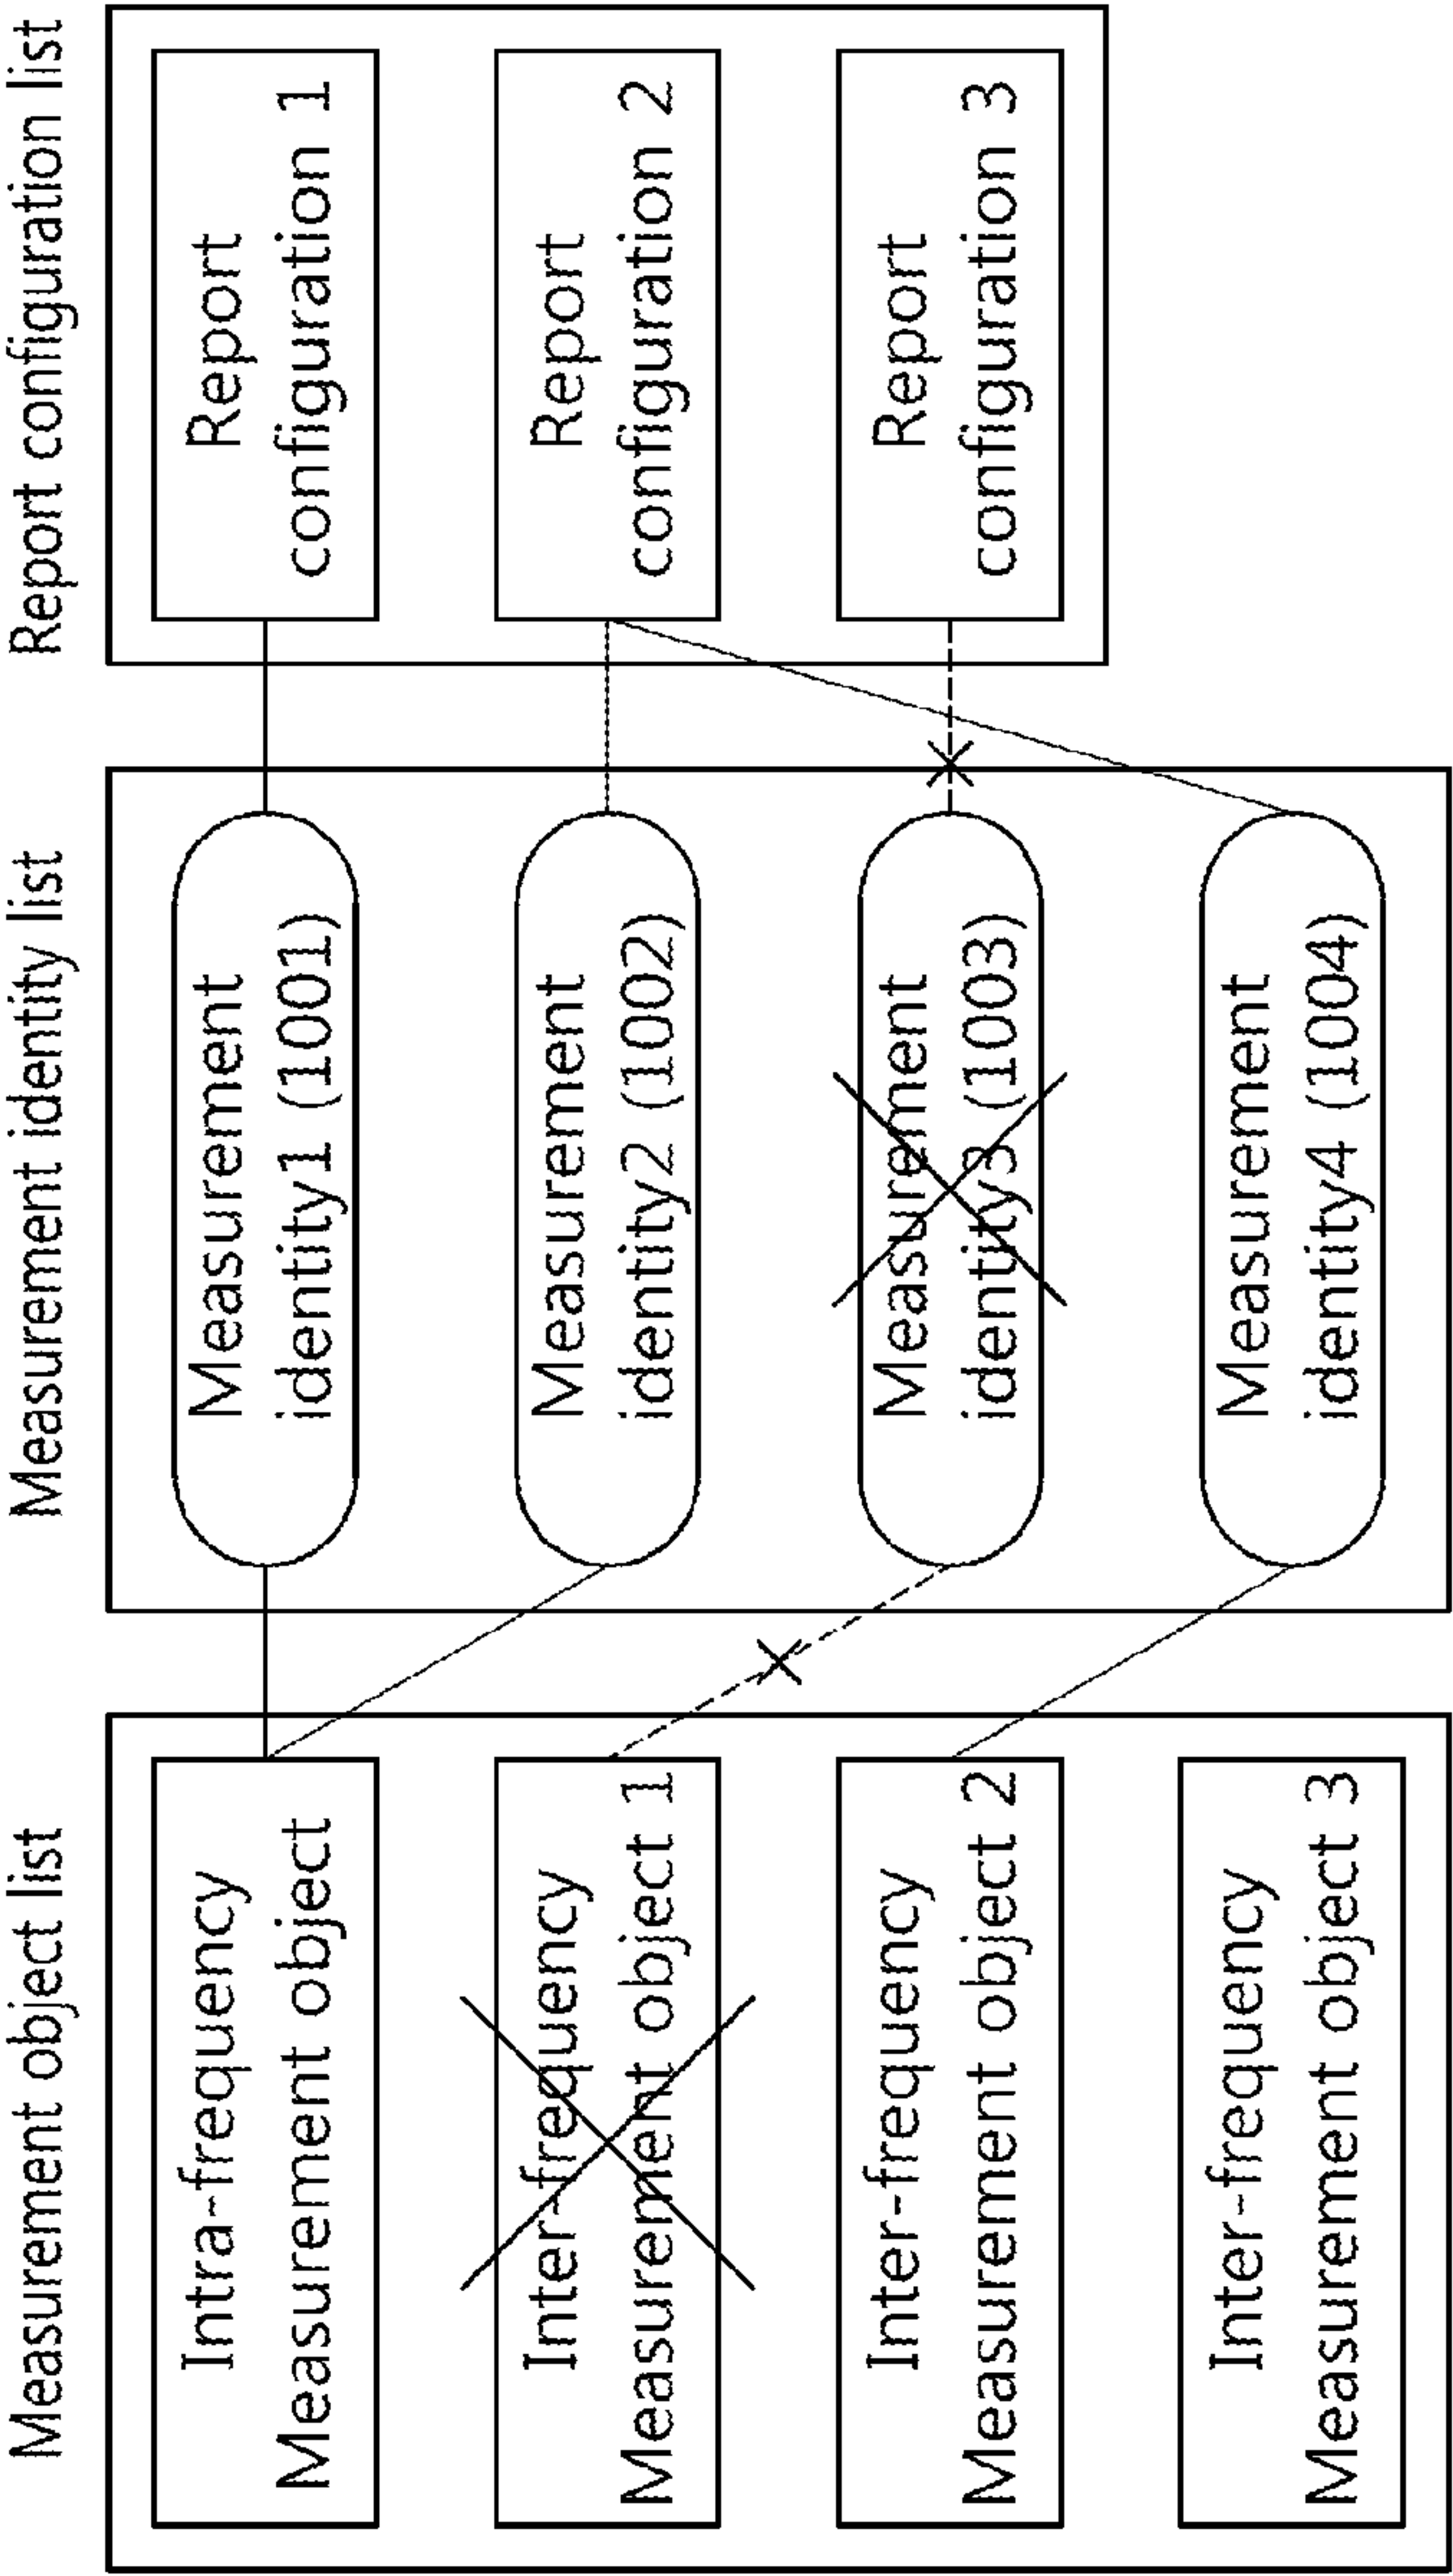 Measurement object list
Intra-frequency
Measurement object
Inter-frequency
Measurement object 1
Inter-frequency
Measurement object 2
Inter-frequency
Measurement object 3
Measurement identity list
Measurement
identity1 (1001)
Measurement
identity2 (1002)
Measurement
identity3 (1003)
Measurement
identity4 (1004)
Report configuration list
Report
configuration 1
Report
configuration 2
Report
configuration 3